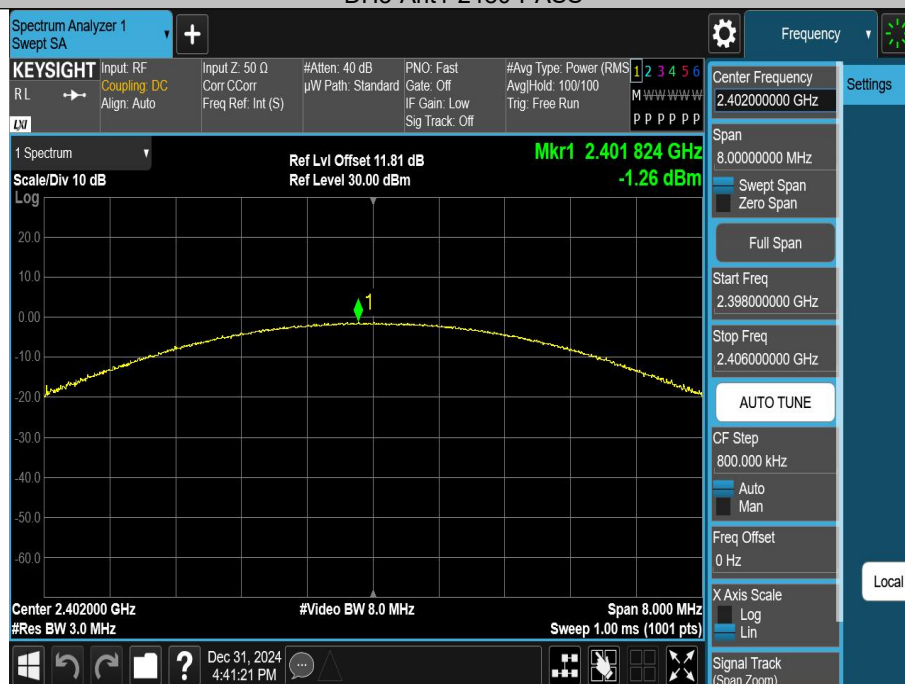 Spectrum Analyzer 1
Swept SA
+
Frequency
KEYSIGHT
RL
LXI
Input: RF
Coupling: DC
Align: Auto
Input Z: 50 Ω
Corr CCorr
Freq Ref: Int (S)
#Atten: 40 dB
µW Path: Standard
PNO: Fast
Gate: Off
IF Gain: Low
Sig Track: Off
#Avg Type: Power (RMS
Avg|Hold: 100/100
Trig: Free Run
1 2 3 4 5 6
M W W W W W
P P P P P P
Center Frequency
2.402000000 GHz
Settings
1 Spectrum
Scale/Div 10 dB
Log
Ref Lvl Offset 11.81 dB
Ref Level 30.00 dBm
Mkr1 2.401 824 GHz
-1.26 dBm
Span
8.00000000 MHz
Swept Span
Zero Span
Full Span
Start Freq
2.398000000 GHz
Stop Freq
2.406000000 GHz
AUTO TUNE
CF Step
800.000 kHz
Auto
Man
Freq Offset
0 Hz
X Axis Scale
Log
Lin
Signal Track
(Span Zoom)
Local
20.0
10.0
0.00
-10.0
-20.0
-30.0
-40.0
-50.0
-60.0
1
Center 2.402000 GHz
#Res BW 3.0 MHz
#Video BW 8.0 MHz
Span 8.000 MHz
Sweep 1.00 ms (1001 pts)
?
Dec 31, 2024
4:41:21 PM